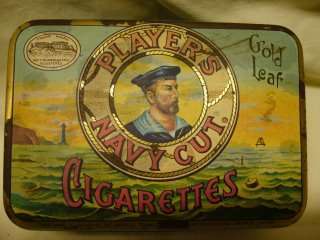 PLAYER'S
NAVY CUT.
Gold
Leaf
CIGARETTES